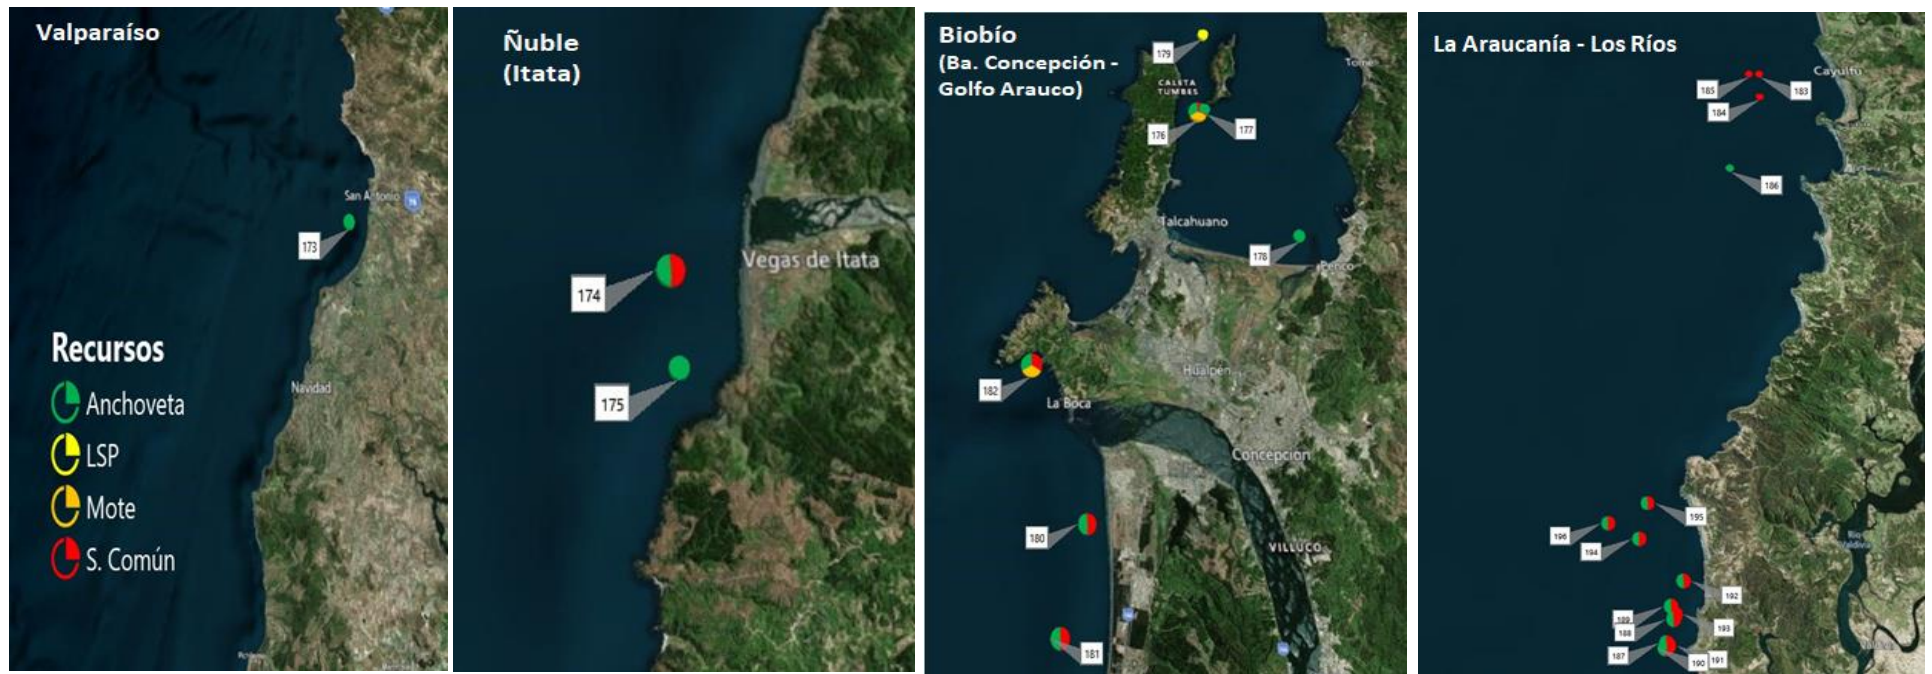 Valparaíso
San Antonio
78
173
Navidad
Recursos
Anchoveta
LSP
Mote
S. Común
Ñuble
(Itata)
Vegas de Itata
174
175
Biobío
(Ba. Concepción -
Golfo Arauco)
179
CALETA
TUMBES
Tomé
176
177
Talcahuano
178
Penco
182
Hualpén
La Boca
Concepcion
180
VILLUCO
181
La Araucanía - Los Ríos
185
183
184
186
195
196
194
192
189
188
193
187
190
191